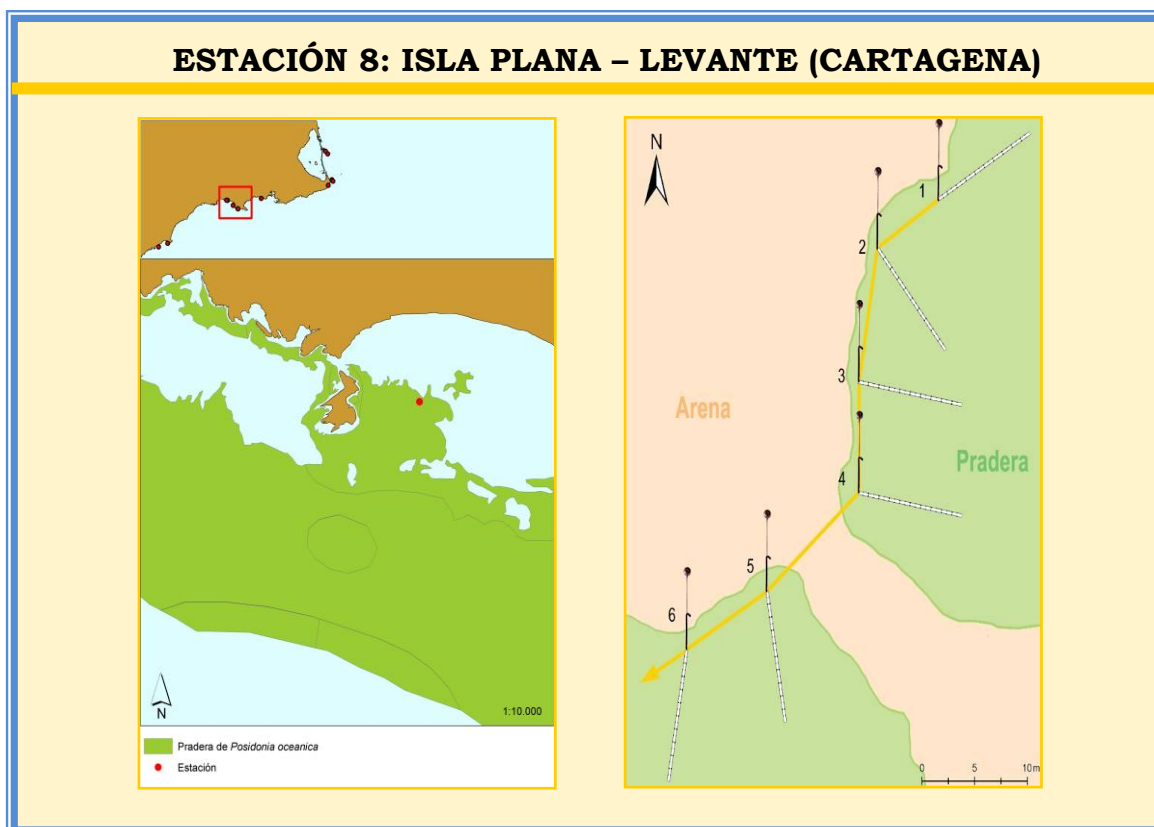 ESTACIÓN 8: ISLA PLANA – LEVANTE (CARTAGENA)
N
1:10.000
Pradera de Posidonia oceanica
Estación
N
1
2
3
Arena
Pradera
4
5
6
0 5 10 m